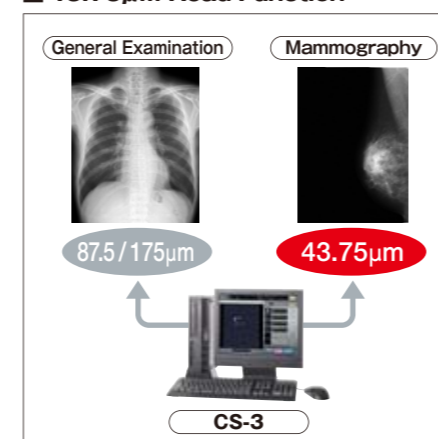 General Examination
Mammography
87.5/175μm
43.75μm
CS-3